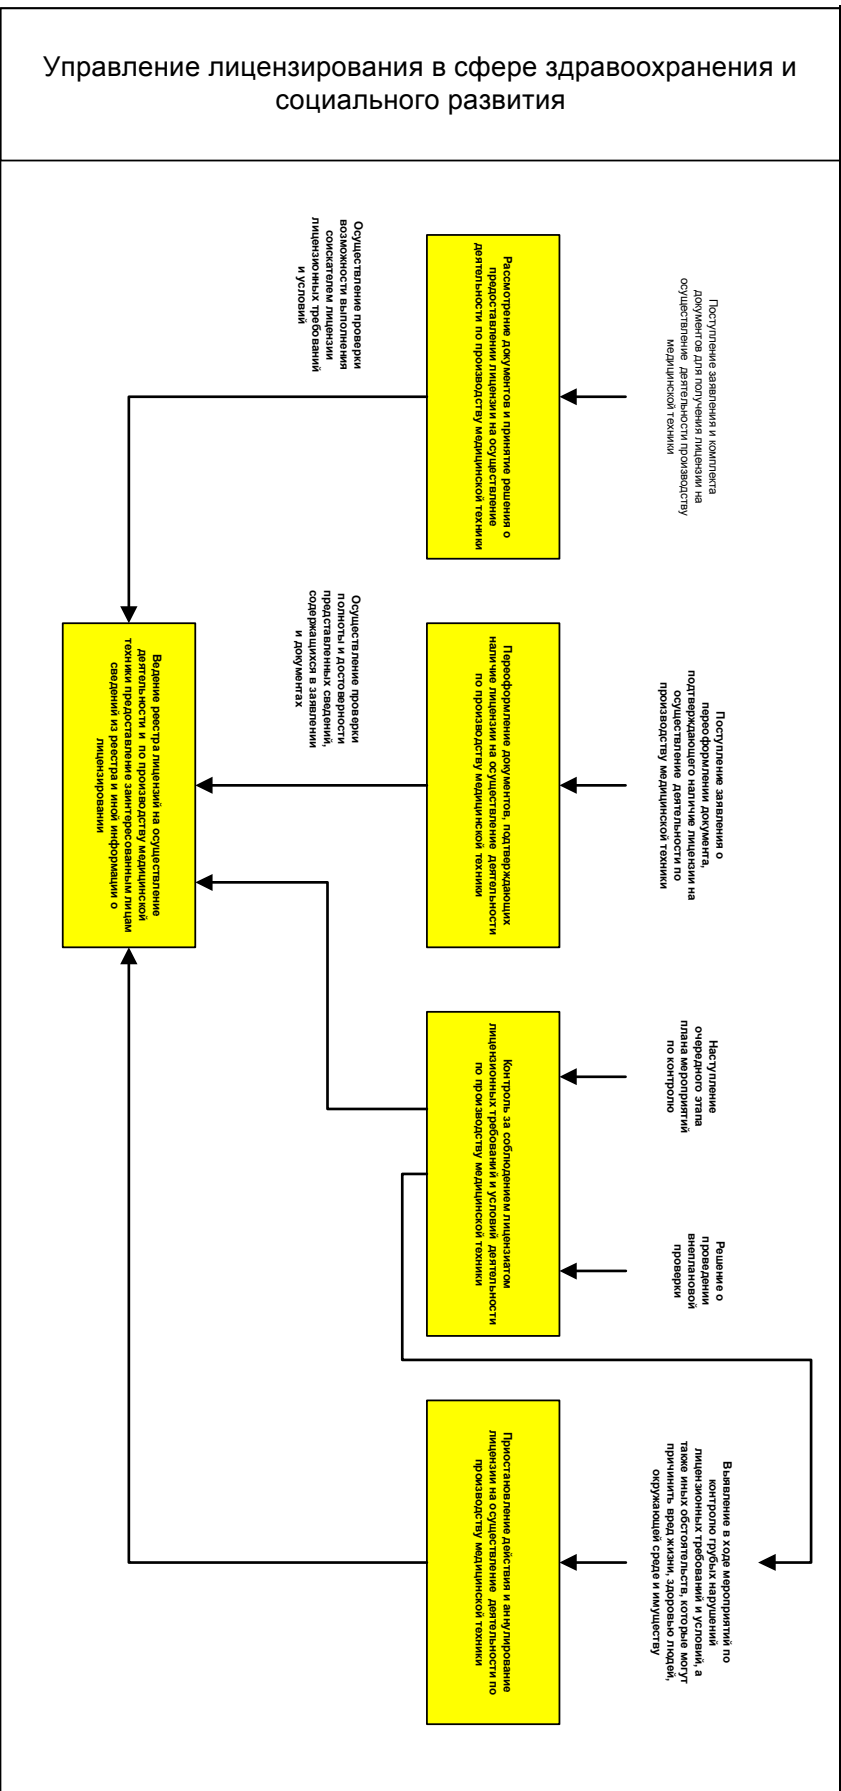 Управление лицензирования в сфере здравоохранения и
социального развития
Поступление заявления и комплекта
документов для получения лицензии на
осуществление деятельности производству
медицинской техники
Рассмотрение документов и принятие решения о
предоставлении лицензии на осуществление
деятельности по производству медицинской техники
Осуществление проверки
возможности выполнения
соискателем лицензии
лицензионных требований
и условий
Поступление заявления о
переоформлении документа,
подтверждающего наличие лицензии на
осуществление деятельности по
производству медицинской техники
Переоформление документов, подтверждающих
наличие лицензии на осуществление деятельности
по производству медицинской техники
Осуществление проверки
полноты и достоверности
представленных сведений,
содержащихся в заявлении
и документах
Ведение реестра лицензий на осуществление
деятельности и по производству медицинской
техники предоставление заинтересованным лицам
сведений из реестра и иной информации о
лицензировании
Наступление
очередного этапа
плана мероприятий
по контролю
Решение о
проведении
внеплановой
проверки
Контроль за соблюдением лицензиатом
лицензионных требований и условий деятельности
по производству медицинской техники
Выявление в ходе мероприятий по
контролю грубых нарушений
лицензионных требований и условий, а
также иных обстоятельств, которые могут
причинить вред жизни, здоровью людей,
окружающей среде и имуществу
Приостановление действия и аннулирование
лицензии на осуществление деятельности по
производству медицинской техники